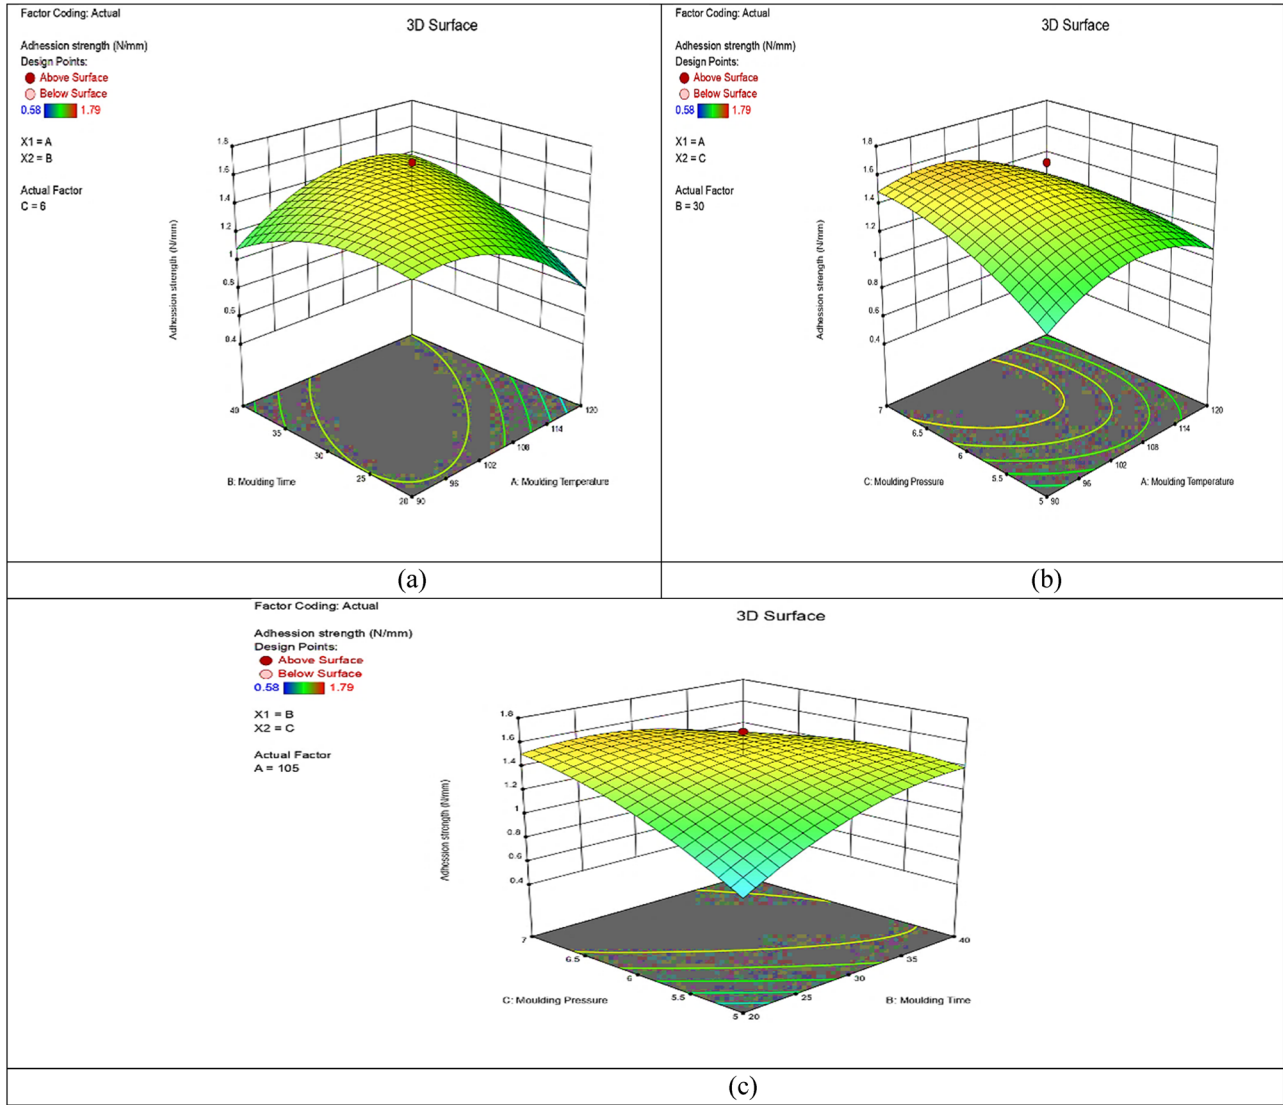 Factor Coding: Actual
3D Surface
Adhession strength (N/mm)
Design Points:
Above Surface
Below Surface
0.58 1.79
X1 = A
X2 = B
Actual Factor
C = 6
Adhession strength (N/mm)
1.8
1.6
1.4
1.2
1
0.8
0.6
0.4
40
35
30
25
20
90
96
102
108
114
120
B: Moulding Time
A: Moulding Temperature
(a)
Factor Coding: Actual
3D Surface
Adhession strength (N/mm)
Design Points:
Above Surface
Below Surface
0.58 1.79
X1 = A
X2 = C
Actual Factor
B = 30
Adhession strength (N/mm)
1.8
1.6
1.4
1.2
1
0.8
0.6
0.4
7
6.5
6
5.5
5
90
96
102
108
114
120
C: Moulding Pressure
A: Moulding Temperature
(b)
Factor Coding: Actual
3D Surface
Adhession strength (N/mm)
Design Points:
Above Surface
Below Surface
0.58 1.79
X1 = B
X2 = C
Actual Factor
A = 105
Adhession strength (N/mm)
1.8
1.6
1.4
1.2
1
0.8
0.6
0.4
7
6.5
6
5.5
5
20
25
30
35
40
C: Moulding Pressure
B: Moulding Time
(c)